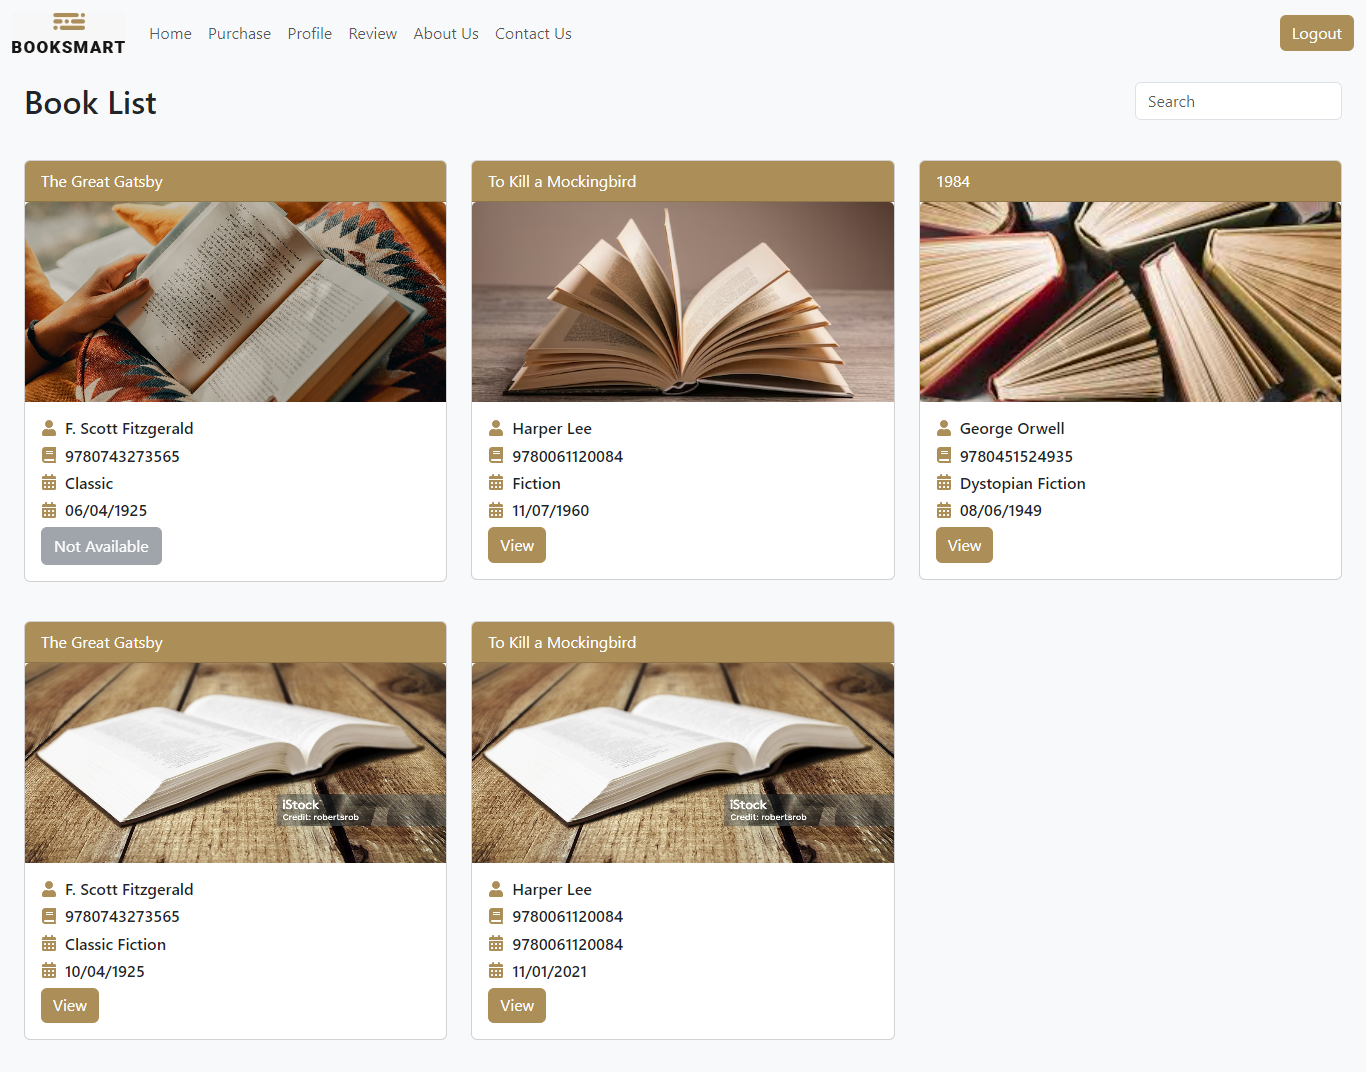 BOOKSMART
Home Purchase Profile Review About Us Contact Us Logout
Book List
Search
The Great Gatsby
F. Scott Fitzgerald
9780743273565
Classic
06/04/1925
Not Available
To Kill a Mockingbird
Harper Lee
9780061120084
Fiction
11/07/1960
View
1984
George Orwell
9780451524935
Dystopian Fiction
08/06/1949
View
The Great Gatsby
iStock
Credit: robertsrob
F. Scott Fitzgerald
9780743273565
Classic Fiction
10/04/1925
View
To Kill a Mockingbird
iStock
Credit: robertsrob
Harper Lee
9780061120084
9780061120084
11/01/2021
View